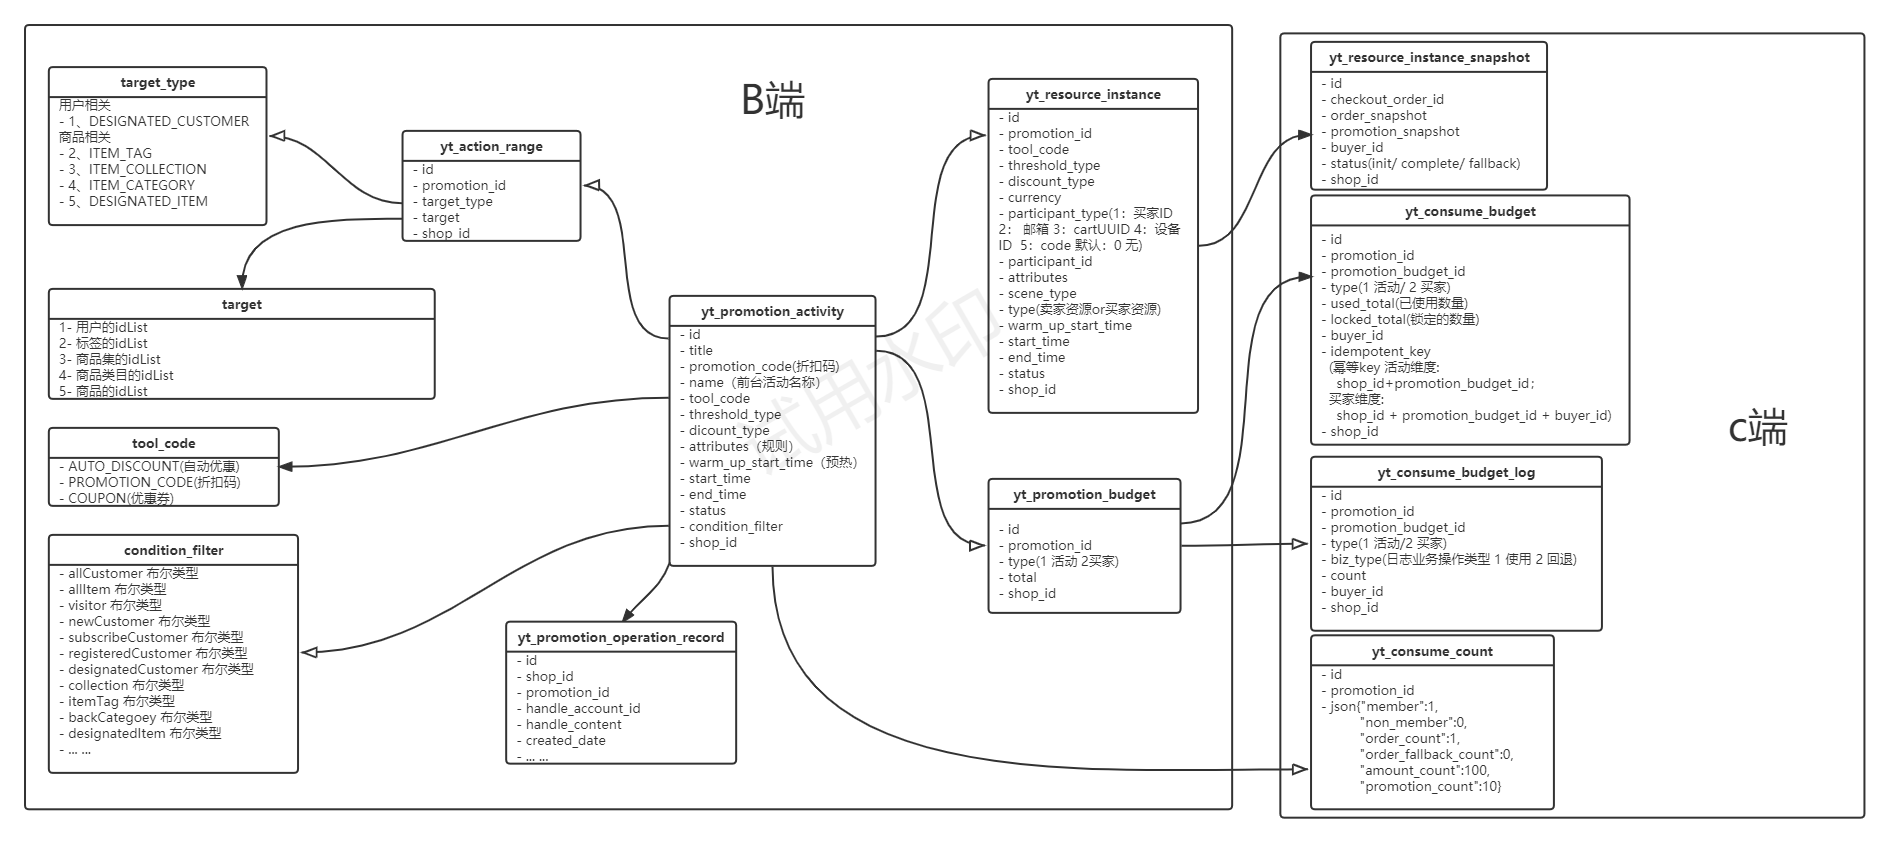 B端
target_type
用户相关
- 1、DESIGNATED_CUSTOMER
商品相关
- 2、ITEM_TAG
- 3、ITEM_COLLECTION
- 4、ITEM_CATEGORY
- 5、DESIGNATED_ITEM
yt_action_range
- id
- promotion_id
- target_type
- target
- shop_id
target
1- 用户的idList
2- 标签的idList
3- 商品集的idList
4- 商品类目的idList
5- 商品的idList
tool_code
- AUTO_DISCOUNT(自动优惠)
- PROMOTION_CODE(折扣码)
- COUPON(优惠券)
condition_filter
- allCustomer 布尔类型
- allItem 布尔类型
- visitor 布尔类型
- newCustomer 布尔类型
- subscribeCustomer 布尔类型
- registeredCustomer 布尔类型
- designatedCustomer 布尔类型
- collection 布尔类型
- itemTag 布尔类型
- backCategoey 布尔类型
- designatedItem 布尔类型
- ... ...
yt_promotion_operation_record
- id
- shop_id
- promotion_id
- handle_account_id
- handle_content
- created_date
- ... ...
yt_promotion_activity
- id
- title
- promotion_code(折扣码)
- name（前台活动名称）
- tool_code
- threshold_type
- dicount_type
- attributes（规则）
- warm_up_start_time（预热）
- start_time
- end_time
- status
- condition_filter
- shop_id
试用水印
yt_resource_instance
- id
- promotion_id
- tool_code
- threshold_type
- discount_type
- currency
- participant_type(1：买家ID
2： 邮箱 3：cartUUID 4：设备
ID 5：code 默认：0 无)
- participant_id
- attributes
- scene_type
- type(卖家资源or买家资源)
- warm_up_start_time
- start_time
- end_time
- status
- shop_id
yt_promotion_budget
- id
- promotion_id
- type(1 活动 2买家)
- total
- shop_id
c端
yt_resource_instance_snapshot
- id
- checkout_order_id
- order_snapshot
- promotion_snapshot
- buyer_id
- status(init/ complete/ fallback)
- shop_id
yt_consume_budget
- id
- promotion_id
- promotion_budget_id
- type(1 活动/ 2 买家)
- used_total(已使用数量)
- locked_total(锁定的数量)
- buyer_id
- idempotent_key
(幂等key 活动维度:
shop_id+promotion_budget_id；
买家维度:
shop_id + promotion_budget_id + buyer_id)
- shop_id
yt_consume_budget_log
- id
- promotion_id
- promotion_budget_id
- type(1 活动/2 买家)
- biz_type(日志业务操作类型 1 使用 2 回退)
- count
- buyer_id
- shop_id
yt_consume_count
- id
- promotion_id
- json{"member":1,
"non_member":0,
"order_count":1,
"order_fallback_count":0,
"amount_count":100,
"promotion_count":10}